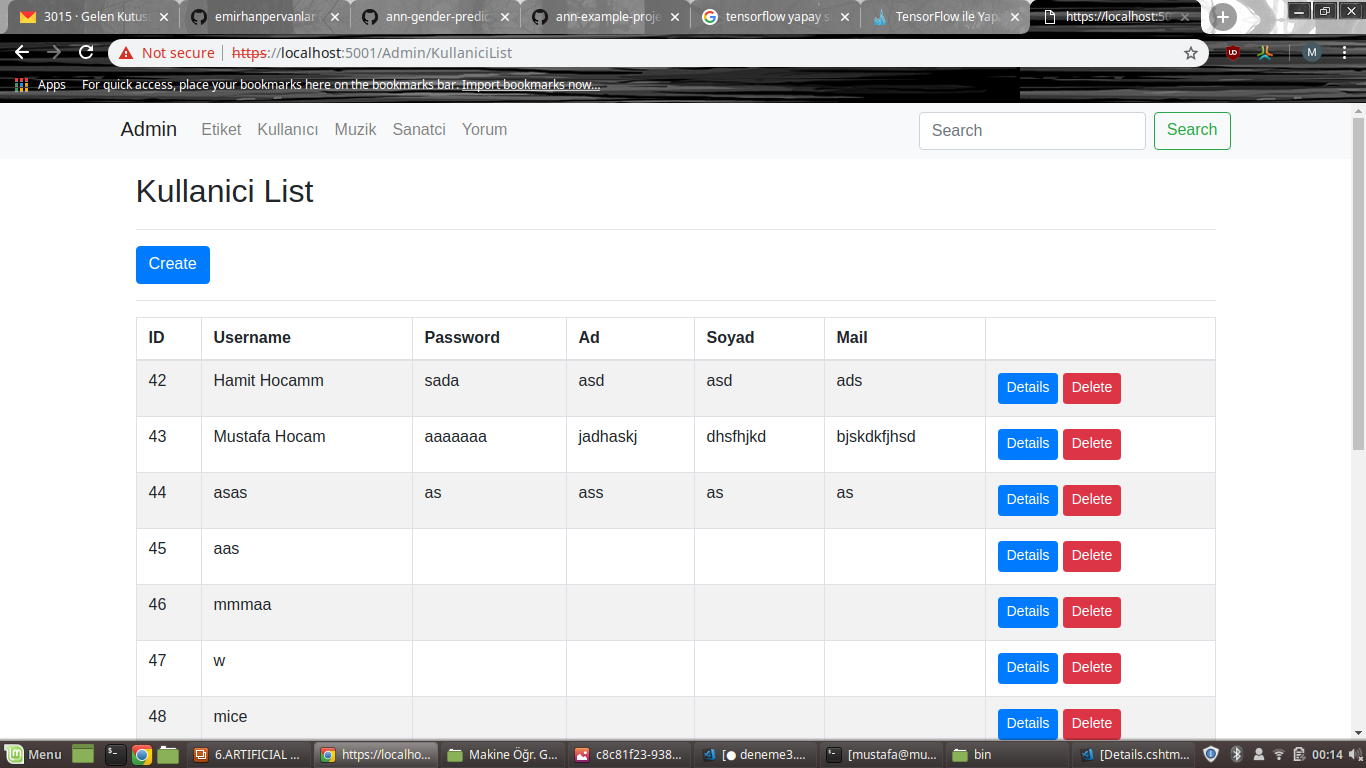 3015 · Gelen Kutus
emirhanpervanlar
ann-gender-predic
ann-example-proje
tensorflow yapay s
TensorFlow ile Yap
https://localhost:50
Not secure
https://localhost:5001/Admin/KullaniciList
M
Apps
For quick access, place your bookmarks here on the bookmarks bar. Import bookmarks now...
Admin Etiket Kullanıcı Muzik Sanatci Yorum Search Search
Kullanici List
Create
ID Username Password Ad Soyad Mail
42 Hamit Hocamm sada asd asd ads Details Delete
43 Mustafa Hocam aaaaaaa jadhaskj dhsfhjkd bjskdkfjhsd Details Delete
44 asas as ass as as Details Delete
45 aas Details Delete
46 mmmaa Details Delete
47 w Details Delete
48 mice Details Delete
Menu 6.ARTIFICIAL ... https://localho... Makine Öğr. G... c8c81f23-938... [● deneme3.... [mustafa@mu... bin [Details.cshtm... 00:14